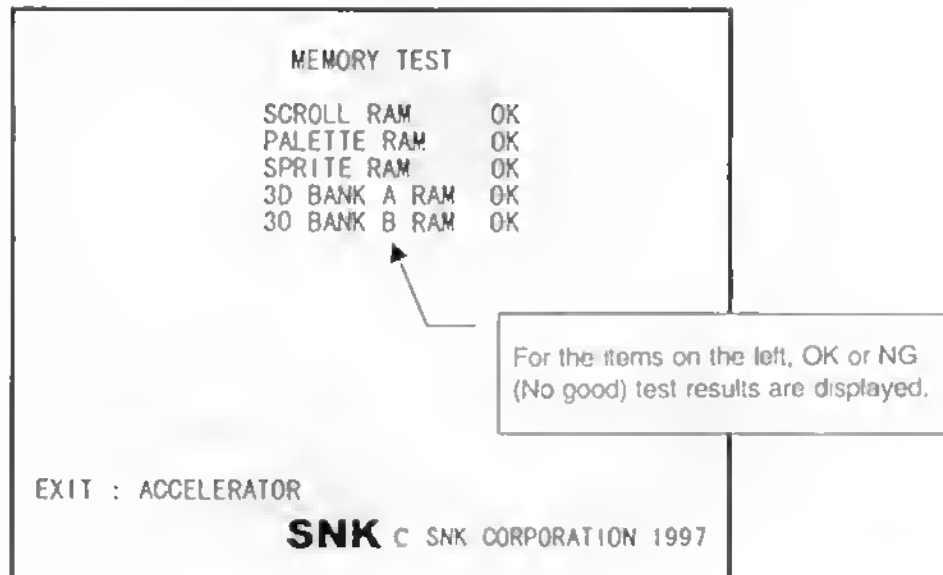 MEMORY TEST
SCROLL RAM OK
PALETTE RAM OK
SPRITE RAM OK
3D BANK A RAM OK
30 BANK B RAM OK
For the items on the left, OK or NG
(No good) test results are displayed.
EXIT : ACCELERATOR
SNK C SNK CORPORATION 1997